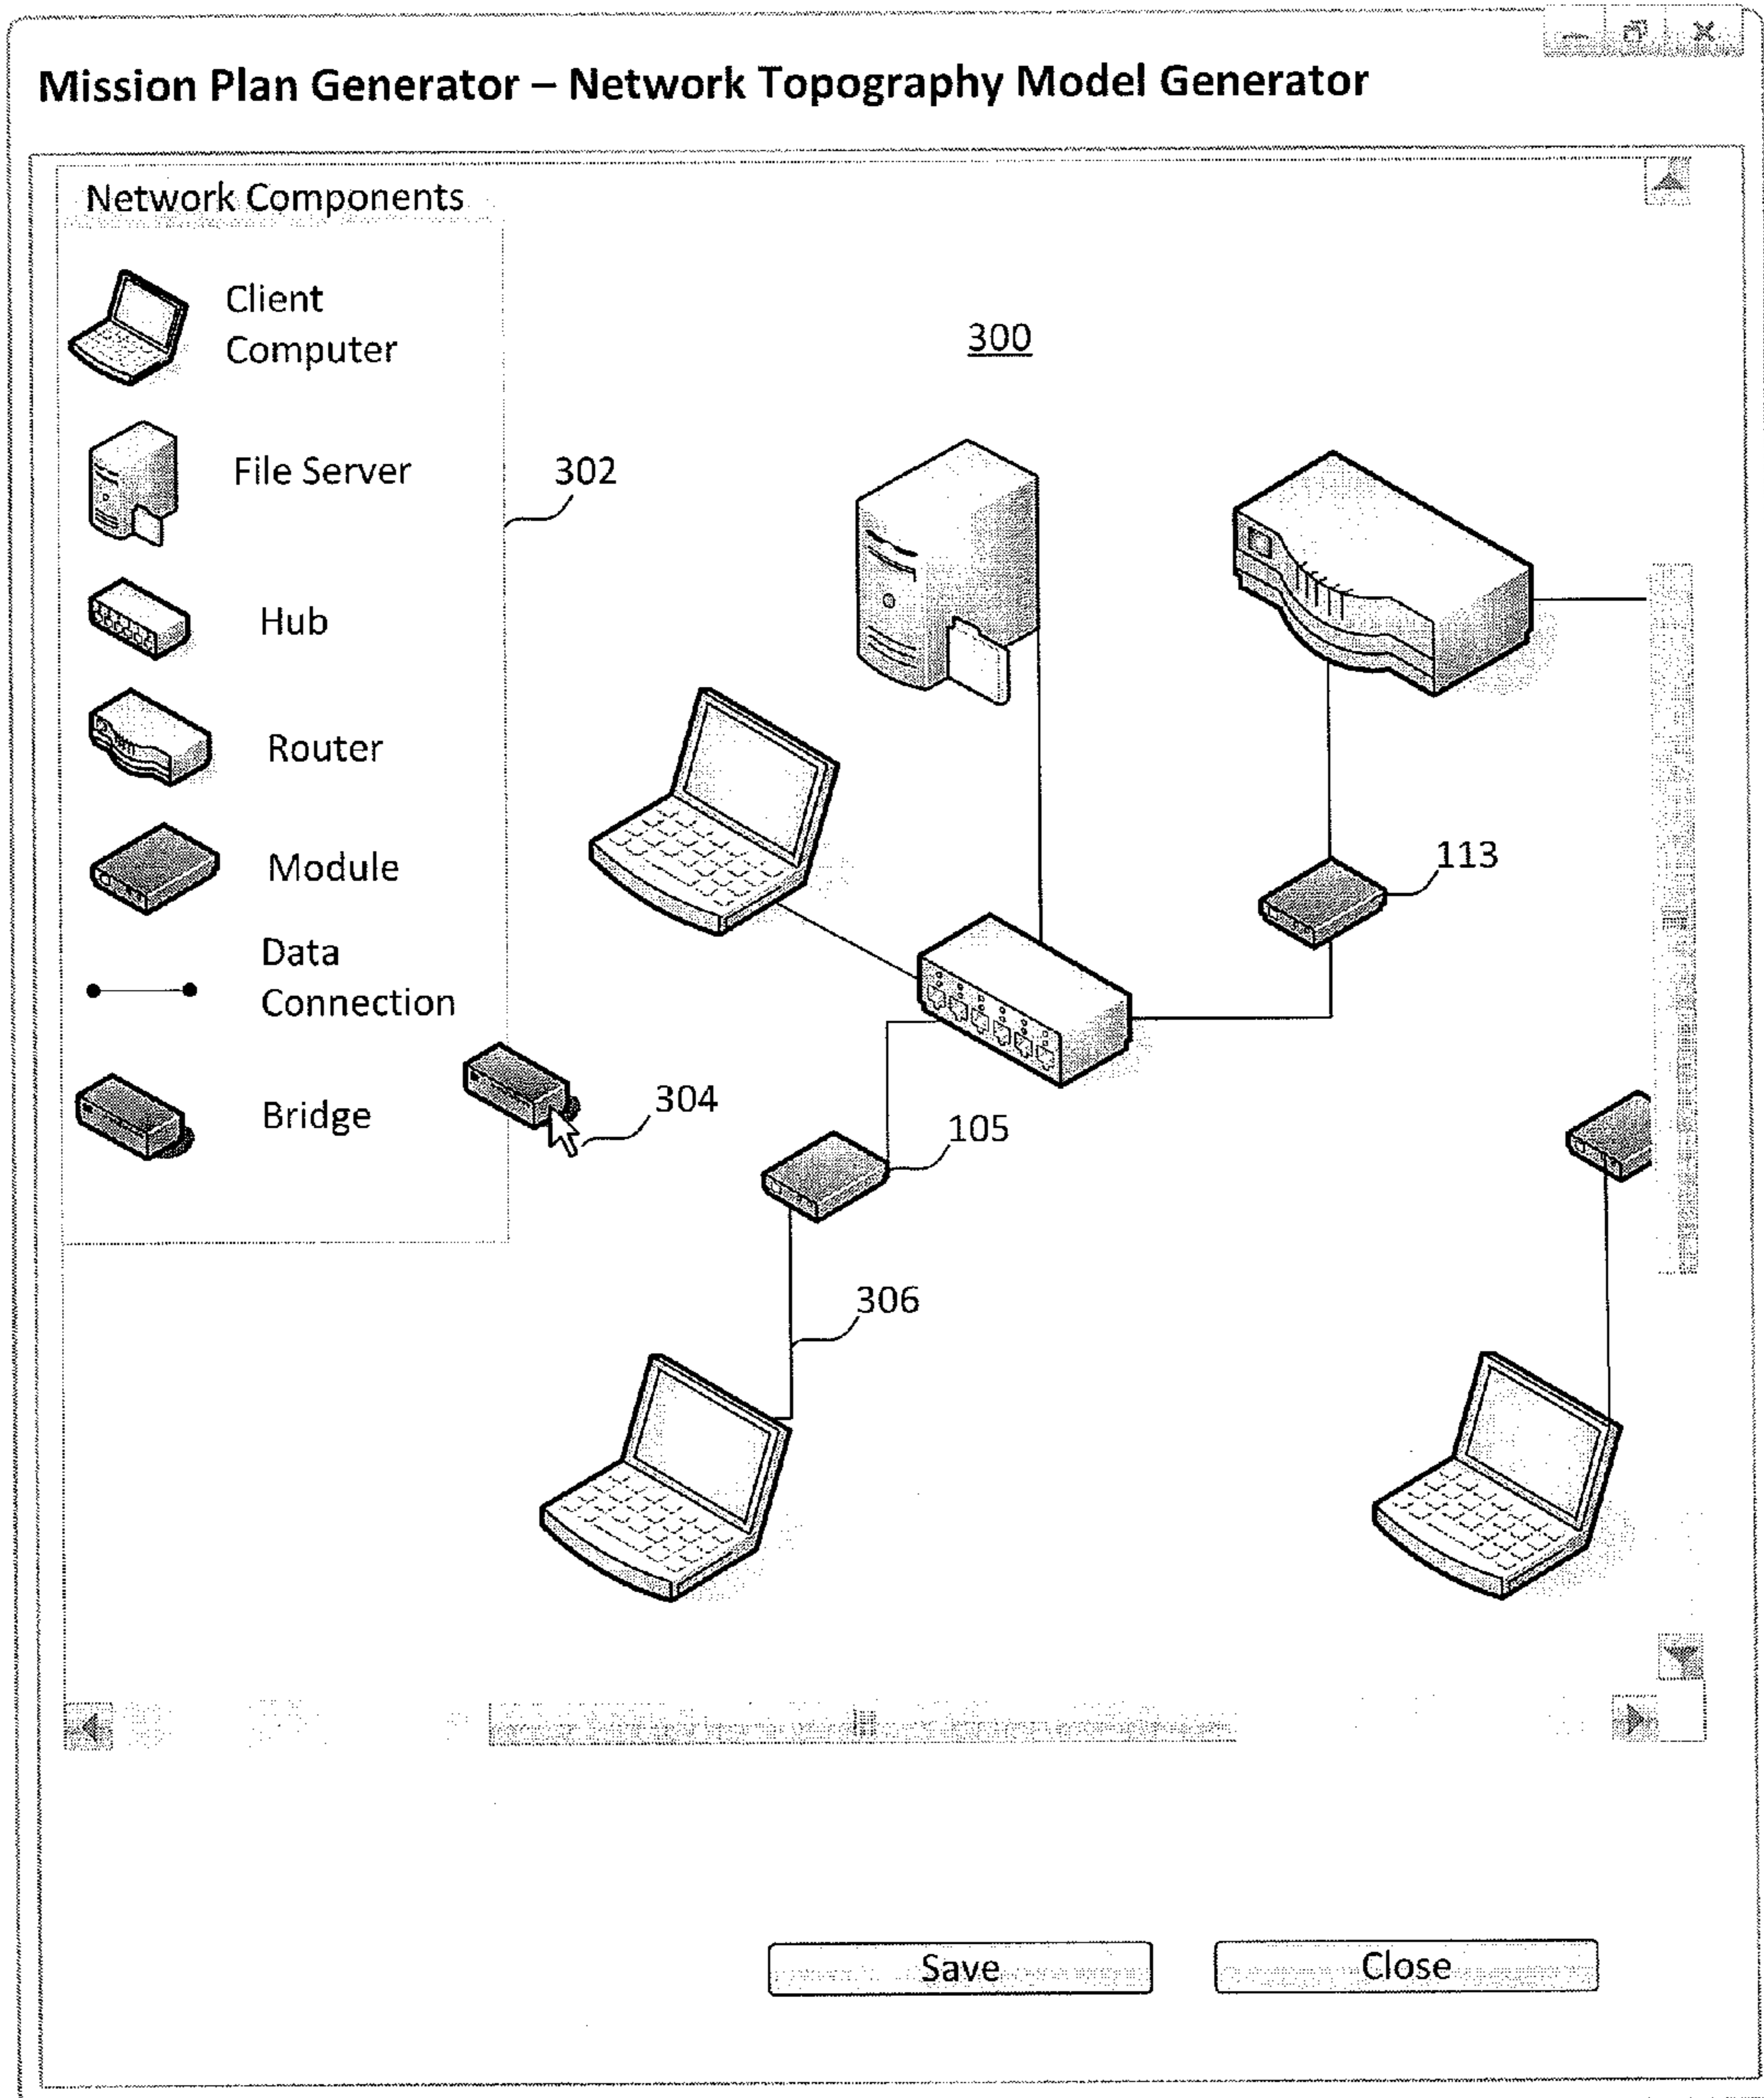 Mission Plan Generator – Network Topography Model Generator
Network Components
Client
Computer
300
File Server
302
Hub
Router
Module
113
Data
Connection
Bridge
304
105
306
Save
Close